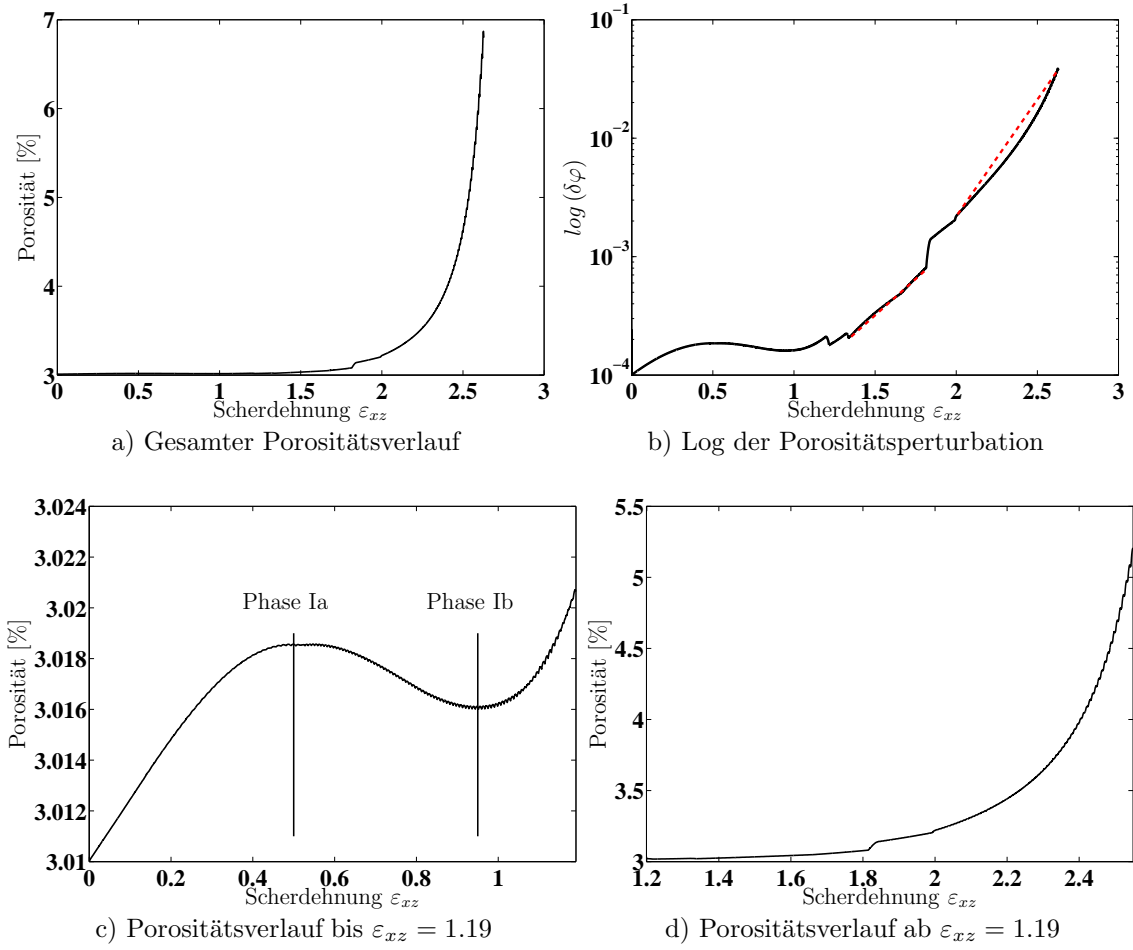 7
6
5
4
3
Porosität [%]
0 0.5 1 1.5 2 2.5 3
Scherdehnung εxz
a) Gesamter Porositätsverlauf
10⁻¹
10⁻²
10⁻³
10⁻⁴
log (δφ)
0 0.5 1 1.5 2 2.5 3
Scherdehnung εxz
b) Log der Porositätsperturbation
3.024
3.022
3.02
3.018
3.016
3.014
3.012
3.01
Porosität [%]
Phase Ia
Phase Ib
0 0.2 0.4 0.6 0.8 1
Scherdehnung εxz
c) Porositätsverlauf bis εxz = 1.19
5.5
5
4.5
4
3.5
3
Porosität [%]
1.2 1.4 1.6 1.8 2 2.2 2.4
Scherdehnung εxz
d) Porositätsverlauf ab εxz = 1.19